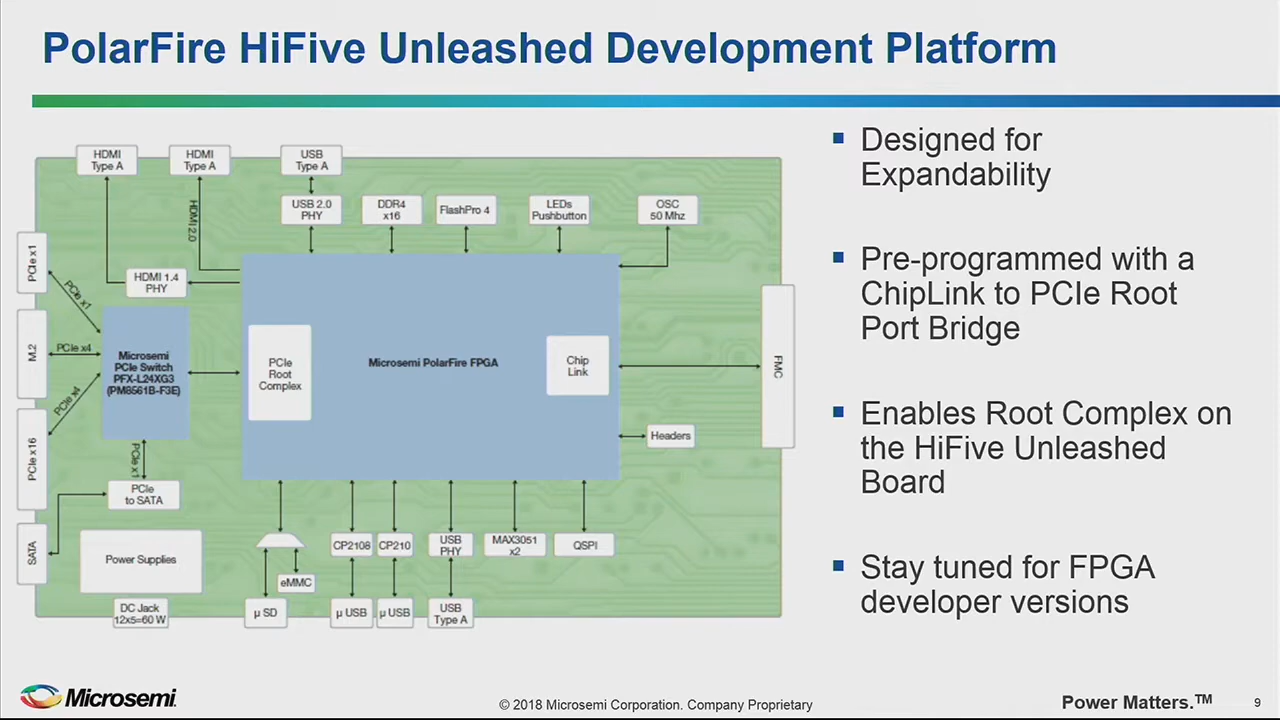 PolarFire HiFive Unleashed Development Platform
HDMI
Type A
HDMI
Type A
USB
Type A
HDMI 2.0
USB 2.0
PHY
DDR4
x16
FlashPro 4
LEDs
Pushbutton
OSC
50 Mhz
PCIe x1
PCIe x1
HDMI 1.4
PHY
M.2
PCIe x4
Microsemi
PCIe Switch
PFX-L24XG3
(PM8561B-F3E)
PCIe
Root
Complex
Microsemi PolarFire FPGA
Chip
Link
FMC
PCIe x4
PCIe x16
PCIe x1
Headers
PCIe
to SATA
SATA
Power Supplies
CP2108
CP210
USB
PHY
MAX3051
x2
QSPI
eMMC
DC Jack
12x5=60 W
µ SD
µ USB
µ USB
USB
Type A
Designed for
Expandability
Pre-programmed with a
ChipLink to PCIe Root
Port Bridge
Enables Root Complex on
the HiFive Unleashed
Board
Stay tuned for FPGA
developer versions
Microsemi.
© 2018 Microsemi Corporation. Company Proprietary
Power Matters.™
9